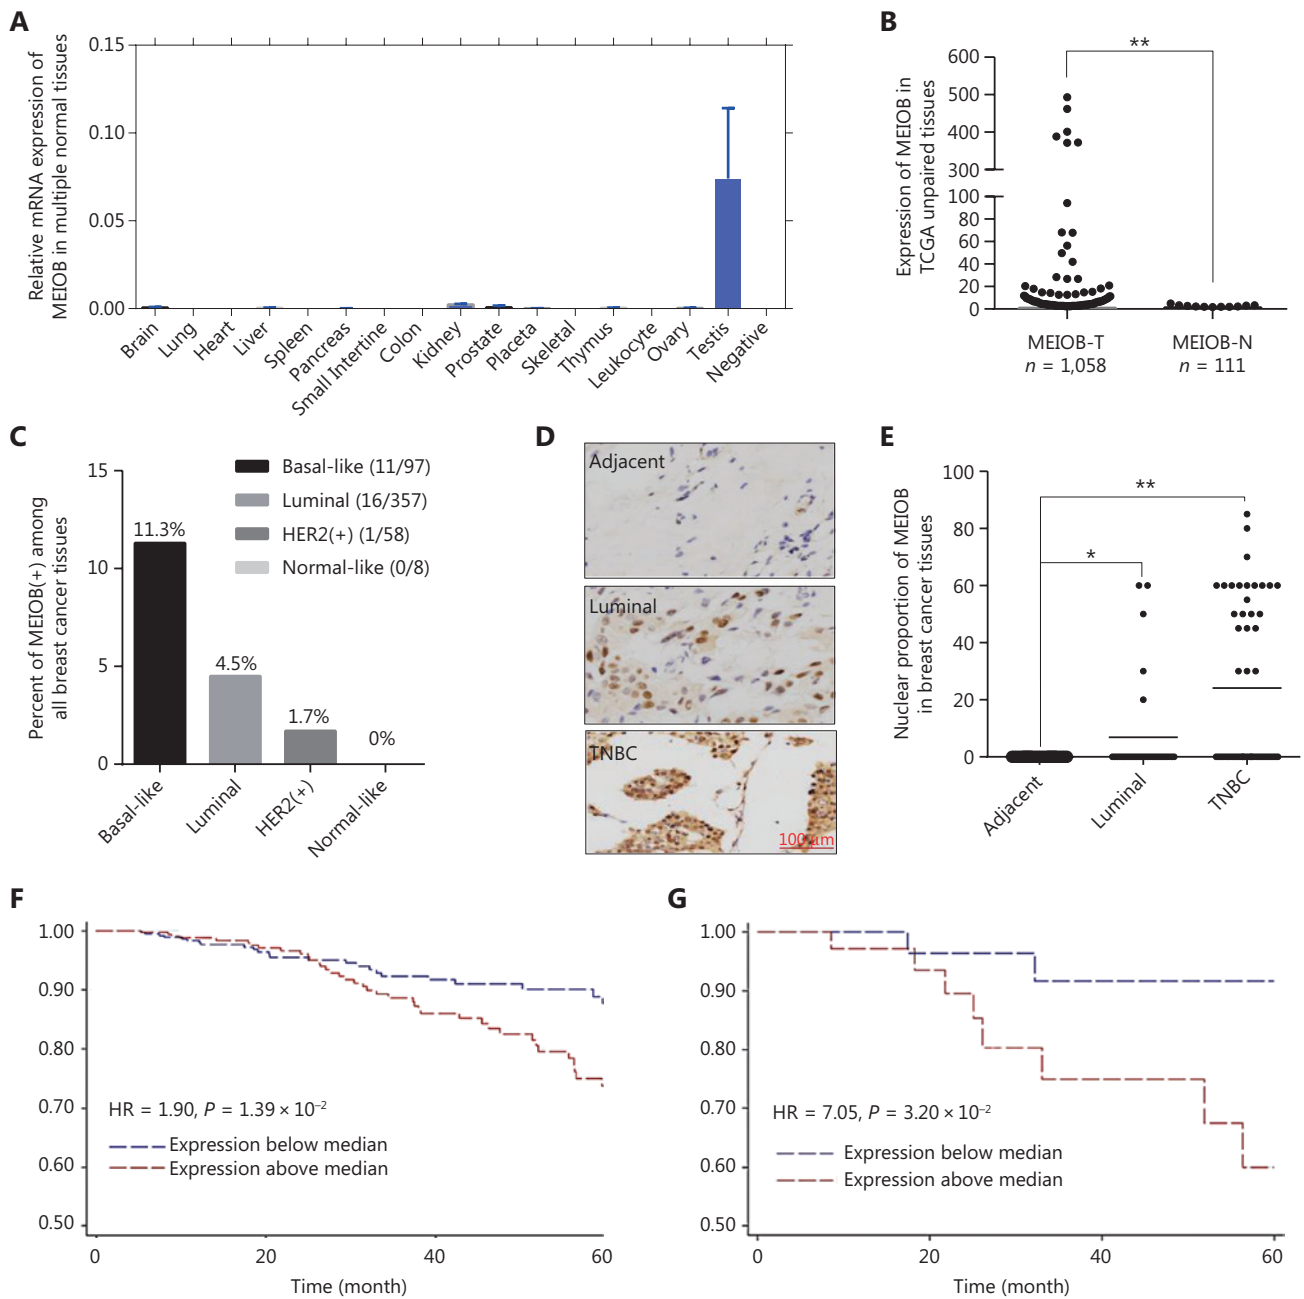 A
Relative mRNA expression of
MEIOB in multiple normal tissues
0.15
0.10
0.05
0.00
Brain
Lung
Heart
Liver
Spleen
Pancreas
Small Intertine
Colon
Kidney
Prostate
Placeta
Skeletal
Thymus
Leukocyte
Ovary
Testis
Negative
B
Expression of MEIOB in
TCGA unpaired tissues
600
500
400
300
100
80
60
40
20
0
**
MEIOB-T
n = 1,058
MEIOB-N
n = 111
C
Percent of MEIOB(+) among
all breast cancer tissues
15
10
5
0
11.3%
4.5%
1.7%
0%
Basal-like (11/97)
Luminal (16/357)
HER2(+) (1/58)
Normal-like (0/8)
Basal-like
Luminal
HER2(+)
Normal-like
D
Adjacent
Luminal
TNBC
100 μm
E
Nuclear proportion of MEIOB
in breast cancer tissues
100
80
60
40
20
0
**
*
Adjacent
Luminal
TNBC
F
1.00
0.90
0.80
0.70
0.60
0.50
HR = 1.90, P = 1.39 × 10⁻²
Expression below median
Expression above median
0
20
40
60
Time (month)
G
1.00
0.90
0.80
0.70
0.60
0.50
HR = 7.05, P = 3.20 × 10⁻²
Expression below median
Expression above median
0
20
40
60
Time (month)